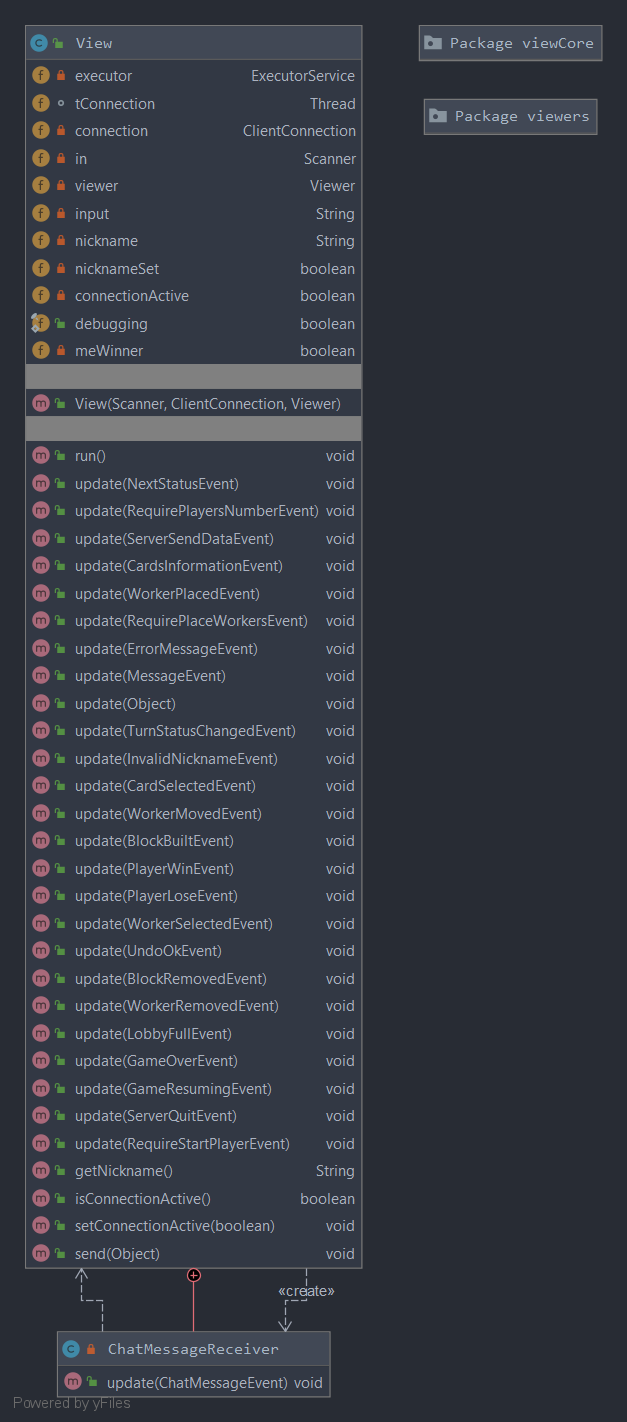 View
Package viewCore
executor ExecutorService
tConnection Thread
Package viewers
connection ClientConnection
in Scanner
viewer Viewer
input String
nickname String
nicknameSet boolean
connectionActive boolean
debugging boolean
meWinner boolean
View(Scanner, ClientConnection, Viewer)
run() void
update(NextStatusEvent) void
update(RequirePlayersNumberEvent) void
update(ServerSendDataEvent) void
update(CardsInformationEvent) void
update(WorkerPlacedEvent) void
update(RequirePlaceWorkersEvent) void
update(ErrorMessageEvent) void
update(MessageEvent) void
update(Object) void
update(TurnStatusChangedEvent) void
update(InvalidNicknameEvent) void
update(CardSelectedEvent) void
update(WorkerMovedEvent) void
update(BlockBuiltEvent) void
update(PlayerWinEvent) void
update(PlayerLoseEvent) void
update(WorkerSelectedEvent) void
update(UndoOkEvent) void
update(BlockRemovedEvent) void
update(WorkerRemovedEvent) void
update(LobbyFullEvent) void
update(GameOverEvent) void
update(GameResumingEvent) void
update(ServerQuitEvent) void
update(RequireStartPlayerEvent) void
getNickname() String
isConnectionActive() boolean
setConnectionActive(boolean) void
send(Object) void
«create»
ChatMessageReceiver
update(ChatMessageEvent) void
Powered by yFiles